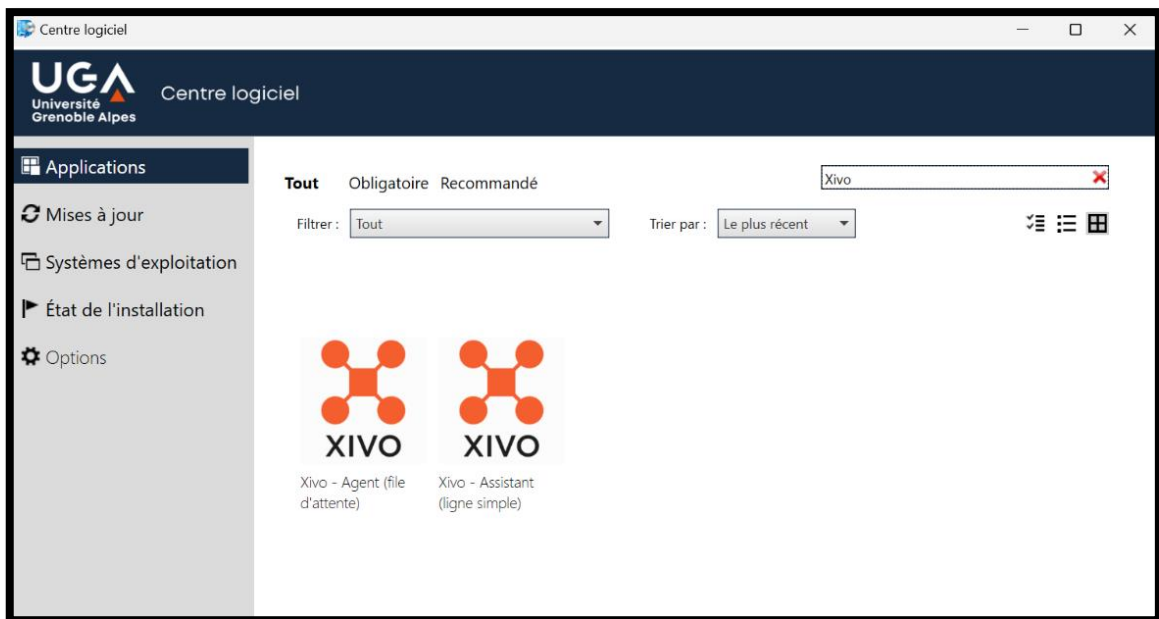 Centre logiciel
UGA
Université
Grenoble Alpes
Centre logiciel
Applications
Mises à jour
Systèmes d'exploitation
État de l'installation
Options
Tout Obligatoire Recommandé
Xivo
Filtrer : Tout
Trier par : Le plus récent
XIVO
Xivo - Agent (file
d'attente)
XIVO
Xivo - Assistant
(ligne simple)